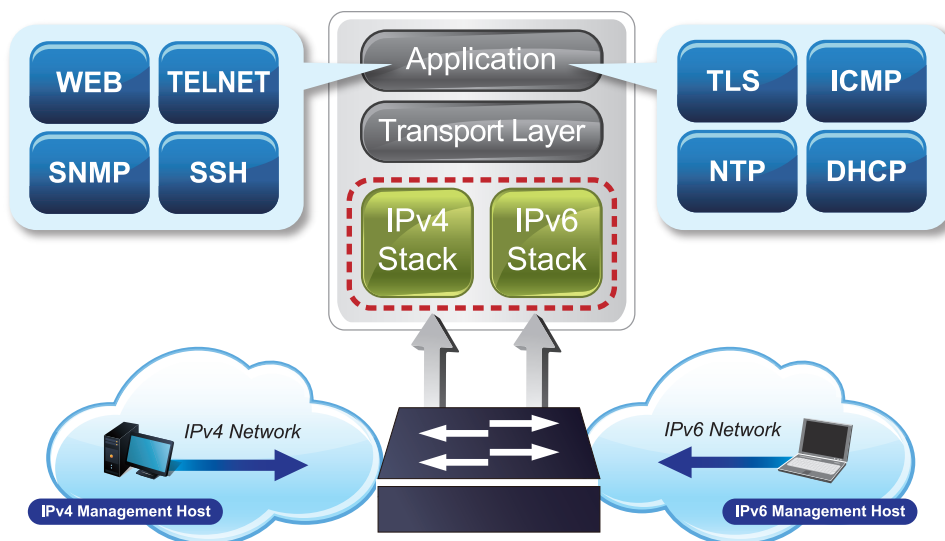 WEB
TELNET
SNMP
SSH
Application
Transport Layer
IPv4
Stack
IPv6
Stack
TLS
ICMP
NTP
DHCP
IPv4 Network
IPv4 Management Host
IPv6 Network
IPv6 Management Host